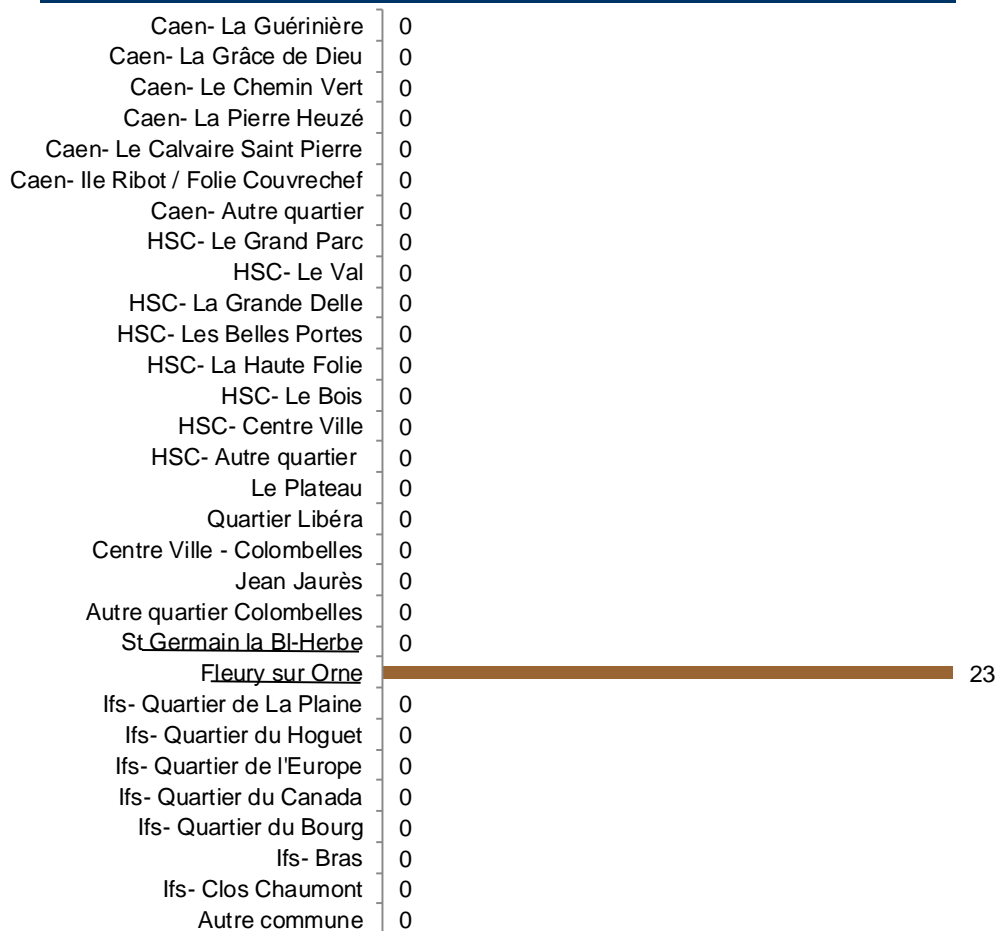 Caen- La Guérinière 0
Caen- La Grâce de Dieu 0
Caen- Le Chemin Vert 0
Caen- La Pierre Heuzé 0
Caen- Le Calvaire Saint Pierre 0
Caen- Ile Ribot / Folie Couvrechef 0
Caen- Autre quartier 0
HSC- Le Grand Parc 0
HSC- Le Val 0
HSC- La Grande Delle 0
HSC- Les Belles Portes 0
HSC- La Haute Folie 0
HSC- Le Bois 0
HSC- Centre Ville 0
HSC- Autre quartier 0
Le Plateau 0
Quartier Libéra 0
Centre Ville - Colombelles 0
Jean Jaurès 0
Autre quartier Colombelles 0
St Germain la Bl-Herbe 0
Fleury sur Orne 23
Ifs- Quartier de La Plaine 0
Ifs- Quartier du Hoguet 0
Ifs- Quartier de l'Europe 0
Ifs- Quartier du Canada 0
Ifs- Quartier du Bourg 0
Ifs- Bras 0
Ifs- Clos Chaumont 0
Autre commune 0